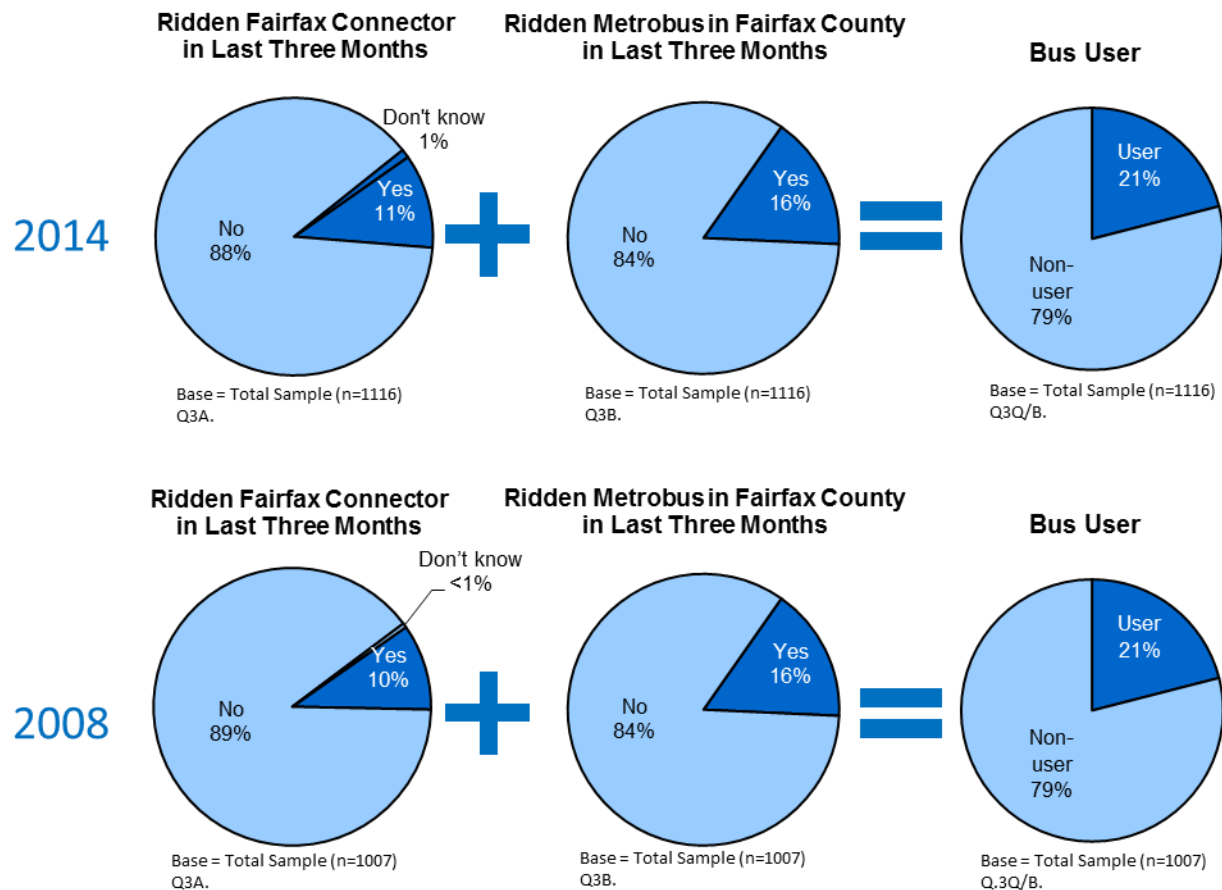 Ridden Fairfax Connector
in Last Three Months
Ridden Metrobus in Fairfax County
in Last Three Months
Bus User
2014
Don't know
1%
Yes
11%
No
88%
Yes
16%
No
84%
User
21%
Non-
user
79%
Base = Total Sample (n=1116)
Q3A.
Base = Total Sample (n=1116)
Q3B.
Base = Total Sample (n=1116)
Q3Q/B.
Ridden Fairfax Connector
in Last Three Months
Ridden Metrobus in Fairfax County
in Last Three Months
Bus User
2008
Don’t know
<1%
Yes
10%
No
89%
Yes
16%
No
84%
User
21%
Non-
user
79%
Base = Total Sample (n=1007)
Q3A.
Base = Total Sample (n=1007)
Q3B.
Base = Total Sample (n=1007)
Q.3Q/B.